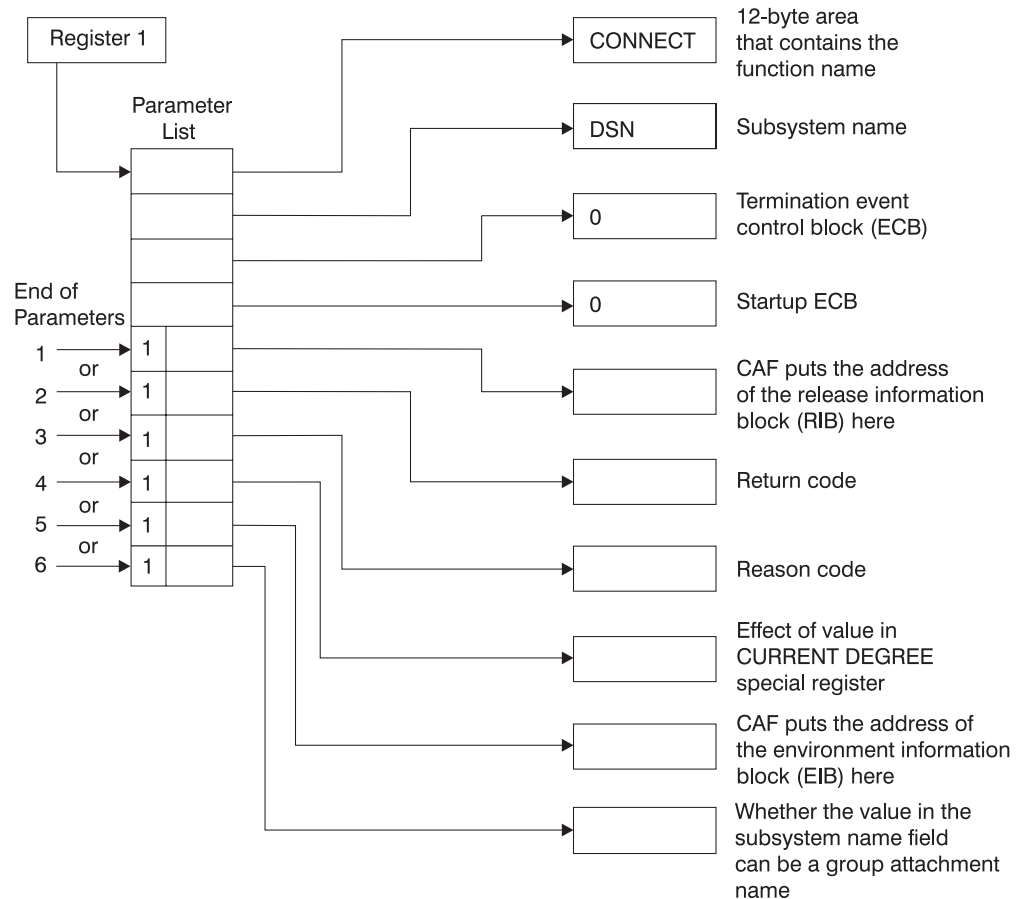 Register 1
Parameter
List
End of
Parameters
1
or
2
or
3
or
4
or
5
or
6
1
1
1
1
1
1
CONNECT
12-byte area
that contains the
function name
DSN
Subsystem name
0
Termination event
control block (ECB)
0
Startup ECB
CAF puts the address
of the release information
block (RIB) here
Return code
Reason code
Effect of value in
CURRENT DEGREE
special register
CAF puts the address of
the environment information
block (EIB) here
Whether the value in the
subsystem name field
can be a group attachment
name